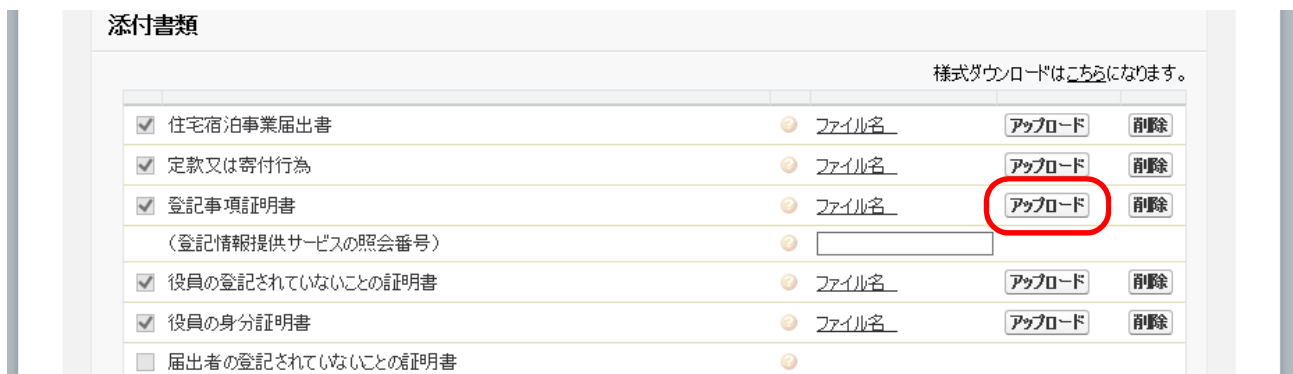 添付書類
様式ダウンロードはこちらになります。
住宅宿泊事業届出書 ? ファイル名 アップロード 削除
定款又は寄付行為 ? ファイル名 アップロード 削除
登記事項証明書 ? ファイル名 アップロード 削除
（登記情報提供サービスの照会番号） ?
役員の登記されていないことの証明書 ? ファイル名 アップロード 削除
役員の身分証明書 ? ファイル名 アップロード 削除
届出者の登記されていないことの証明書 ?